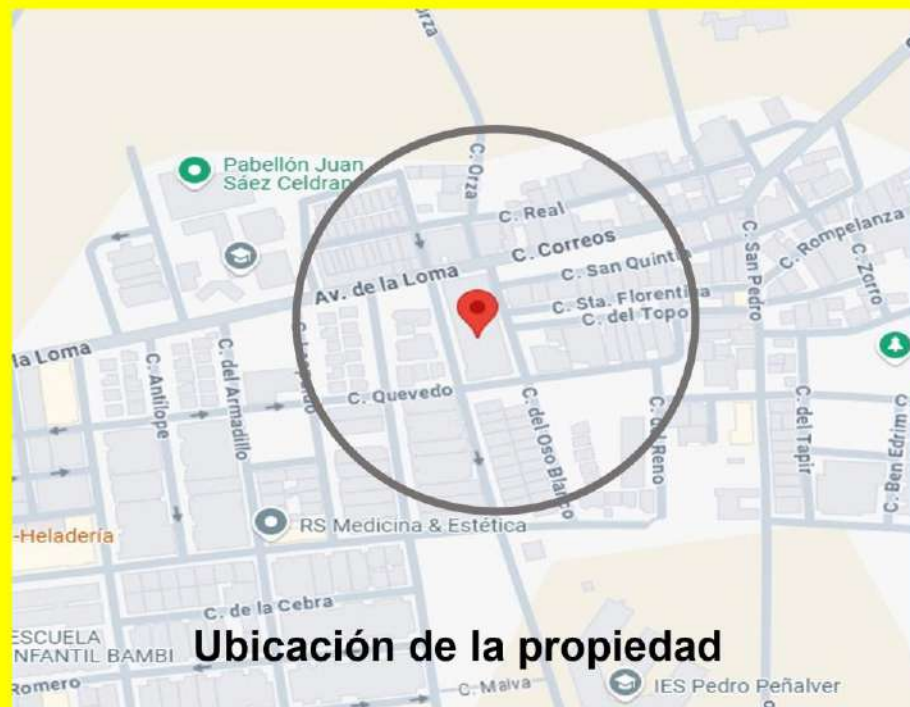 orza
Pabellón Juan
Sáez Celdran
C. Orza
C. Real
C. Correos
C. San Quintín
Av. de la Loma
C. Sta. Florentina
C. del Topo
C. San Pedro
C. Rompelanza
C. Zorro
la Loma
C. Antílope
C. del Armadillo
C. Leopardo
C. Quevedo
C. del Oso Blanco
C. del Reno
C. del Tapir
C. Ben Edrim
-Heladería
RS Medicina & Estética
C. de la Cebra
ESCUELA
NFANTIL BAMBI
Ubicación de la propiedad
Romero
C. Malva
IES Pedro Peñalver